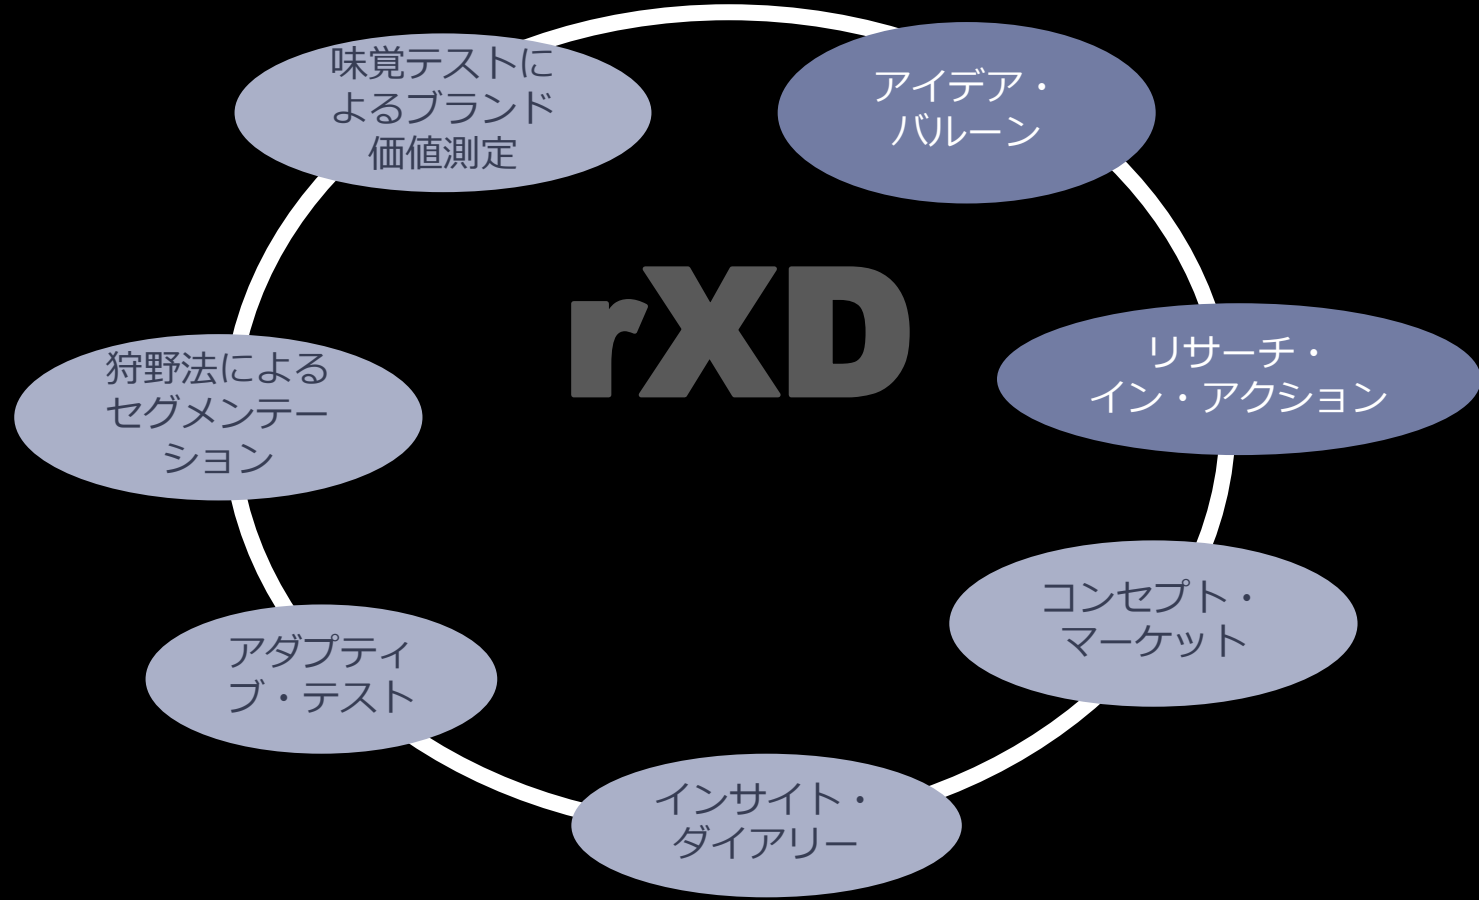 味覚テストに
よるブランド
価値測定
アイデア・
バルーン
rXD
リサーチ・
イン・アクション
狩野法による
セグメンテー
ション
コンセプト・
マーケット
アダプティ
ブ・テスト
インサイト・
ダイアリー